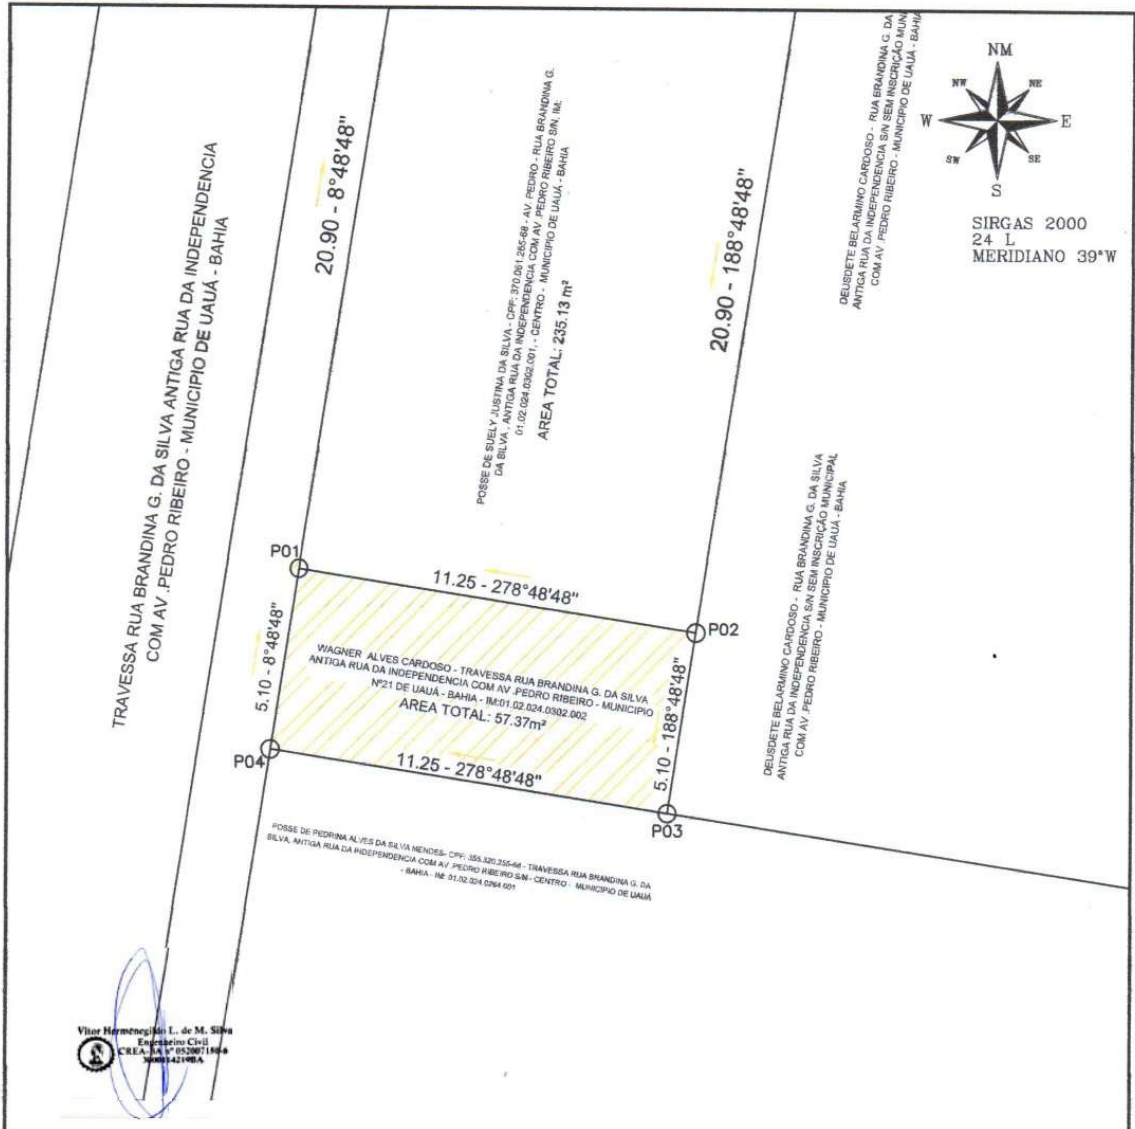 TRAVESSA RUA BRANDINA G. DA SILVA ANTIGA RUA DA INDEPENDENCIA
COM AV .PEDRO RIBEIRO - MUNICIPIO DE UAUÁ - BAHIA
20.90 - 8°48'48"
POSSE DE SUELY JUSTINA DA SILVA - CPF: 370.061.265-68 - AV. PEDRO - RUA BRANDINA G.
DA SILVA , ANTIGA RUA DA INDEPENDENCIA COM AV .PEDRO RIBEIRO S/N, IM:
01.02.024.0302.001, - CENTRO - MUNICIPIO DE UAUÁ - BAHIA
AREA TOTAL: 235.13 m²
20.90 - 188°48'48"
DEUSDETE BELARMINO CARDOSO - RUA BRANDINA G. DA
ANTIGA RUA DA INDEPENDENCIA S/N SEM INSCRIÇÃO MUN
COM AV .PEDRO RIBEIRO - MUNICIPIO DE UAUÁ - BAHI
NM
NW
NE
W
E
SW
SE
S
SIRGAS 2000
24 L
MERIDIANO 39°W
P01
11.25 - 278°48'48"
P02
5.10 - 8°48'48"
WAGNER ALVES CARDOSO - TRAVESSA RUA BRANDINA G. DA SILVA
ANTIGA RUA DA INDEPENDENCIA COM AV .PEDRO RIBEIRO - MUNICIPIO
Nº21 DE UAUÁ - BAHIA - IM:01.02.024.0302.002
AREA TOTAL: 57.37m²
5.10 - 188°48'48"
DEUSDETE BELARMINO CARDOSO - RUA BRANDINA G. DA SILVA
ANTIGA RUA DA INDEPENDENCIA S/N SEM INSCRIÇÃO MUNICIPAL
COM AV .PEDRO RIBEIRO - MUNICIPIO DE UAUÁ - BAHIA
P04
11.25 - 278°48'48"
P03
POSSE DE PEDRINA ALVES DA SILVA MENDES- CPF: - TRAVESSA RUA BRANDINA G. DA
SILVA, ANTIGA RUA DA INDEPENDENCIA COM AV .PEDRO RIBEIRO S/N - CENTRO - MUNICIPIO DE UAUÁ
- BAHIA - IM: 01.02.024.0264.001
Vitor Hermenegildo L. de M. Silva
Engenheiro Civil
CREA-BA nº